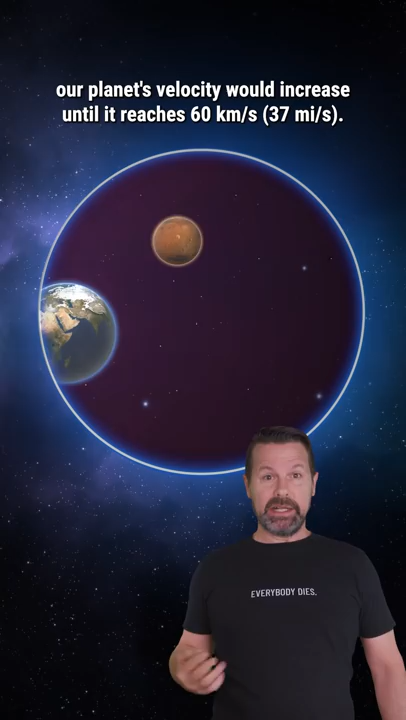 our planet's velocity would increase
until it reaches 60 km/s (37 mi/s).
EVERYBODY DIES.